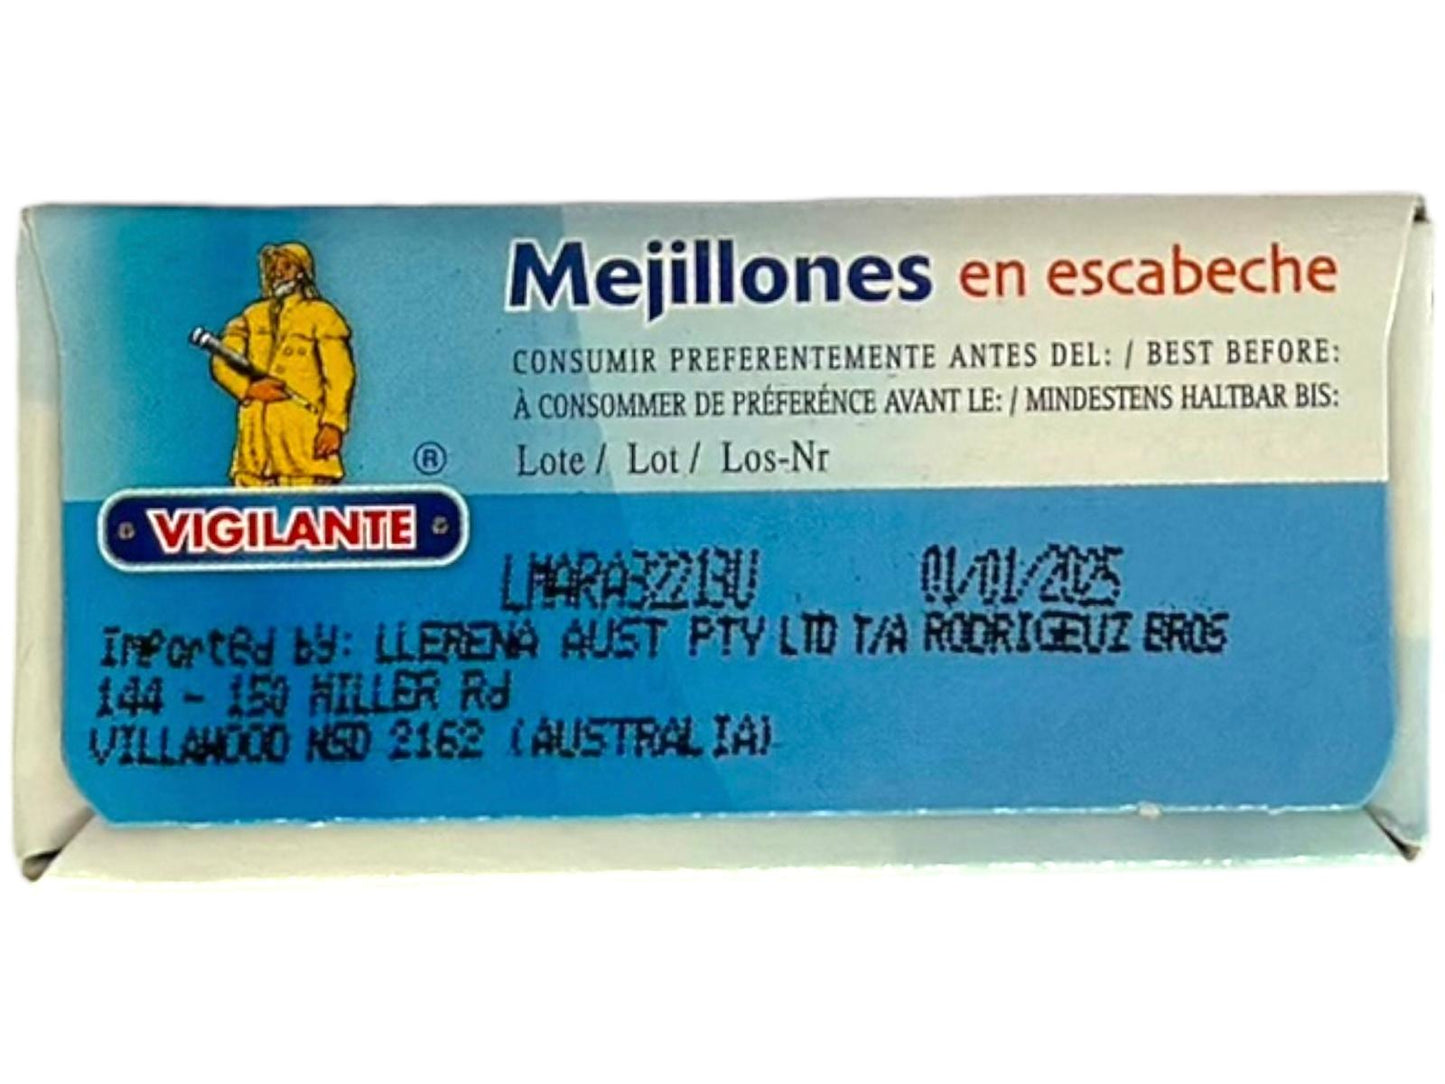 Mejillones en escabeche
CONSUMIR PREFERENTEMENTE ANTES DEL: / BEST BEFORE:
À CONSOMMER DE PRÉFERÉNCE AVANT LE: / MINDESTENS HALTBAR BIS:
Lote / Lot / Los-Nr
®
VIGILANTE
LMARA32213U 01/01/2025
Imported by: LLERENA AUST PTY LTD T/A RODRIGEUZ BROS
144 - 150 MILLER Rd
VILLAWOOD NSD 2162 (AUSTRALIA)